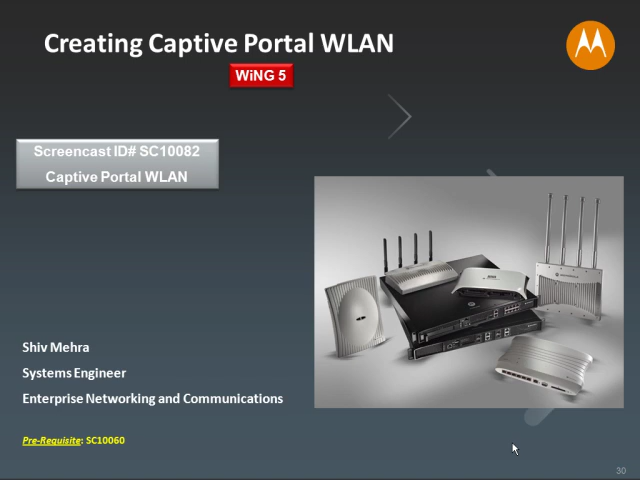 Creating Captive Portal WLAN
WiNG 5
Screencast ID# SC10082
Captive Portal WLAN
Shiv Mehra
Systems Engineer
Enterprise Networking and Communications
Pre-Requisite: SC10060
30